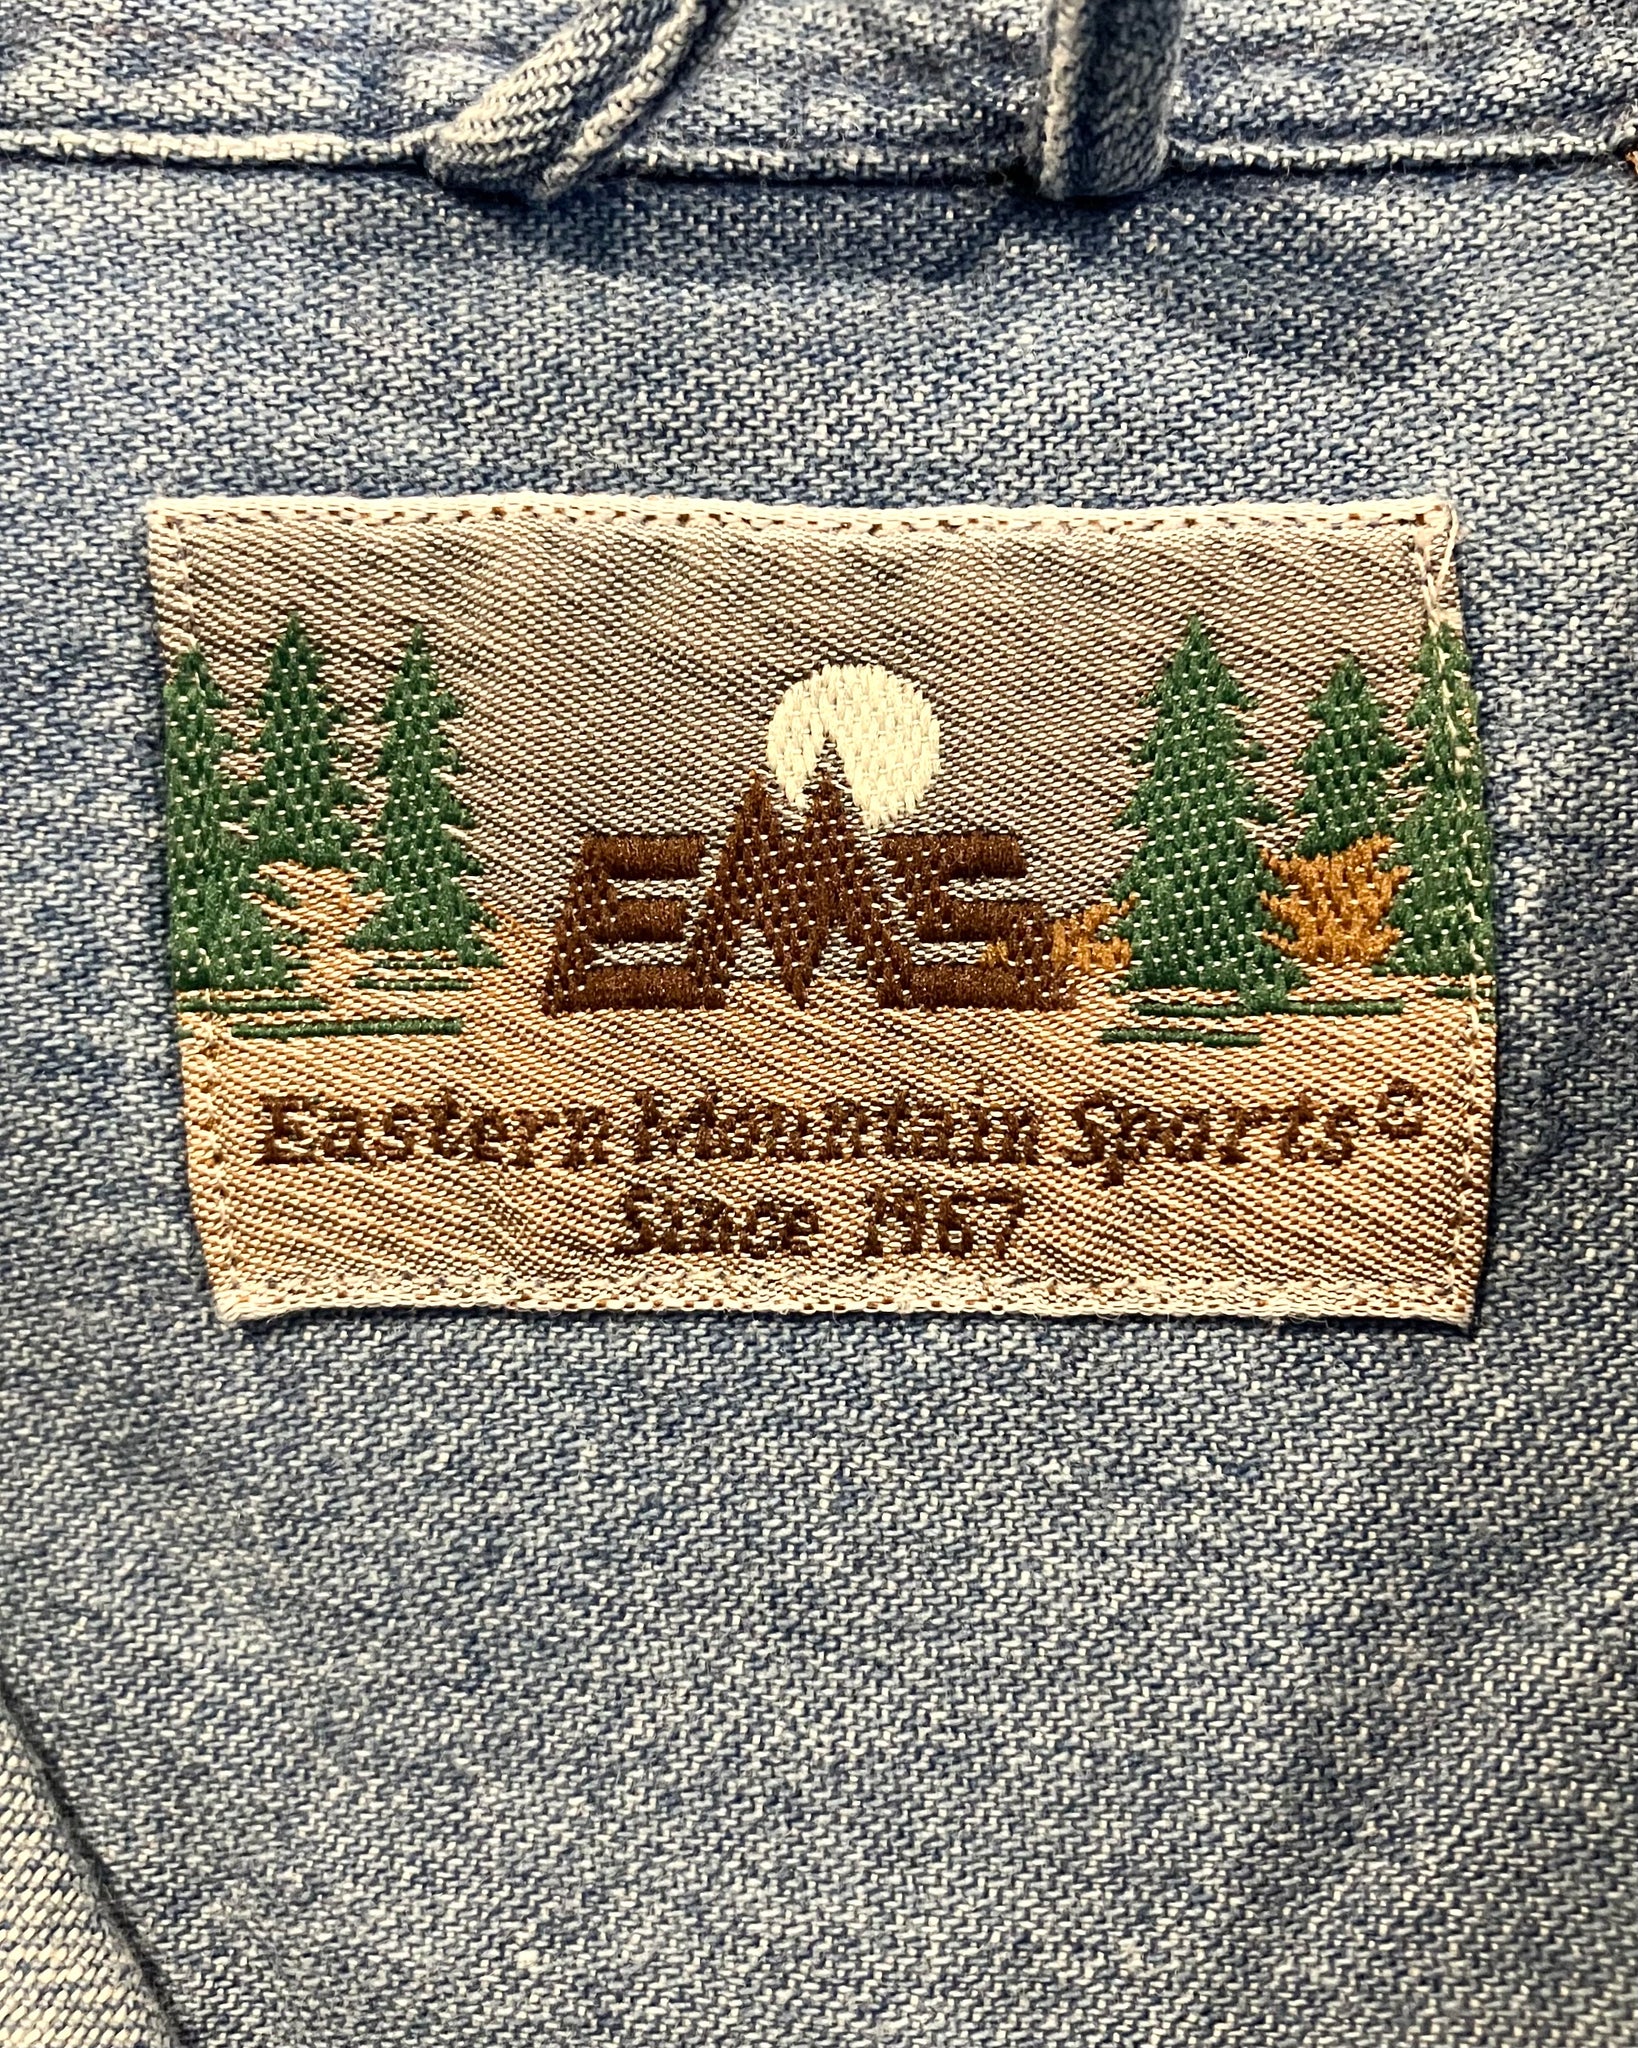 EMS
Eastern Mountain Sports®
Since 1967